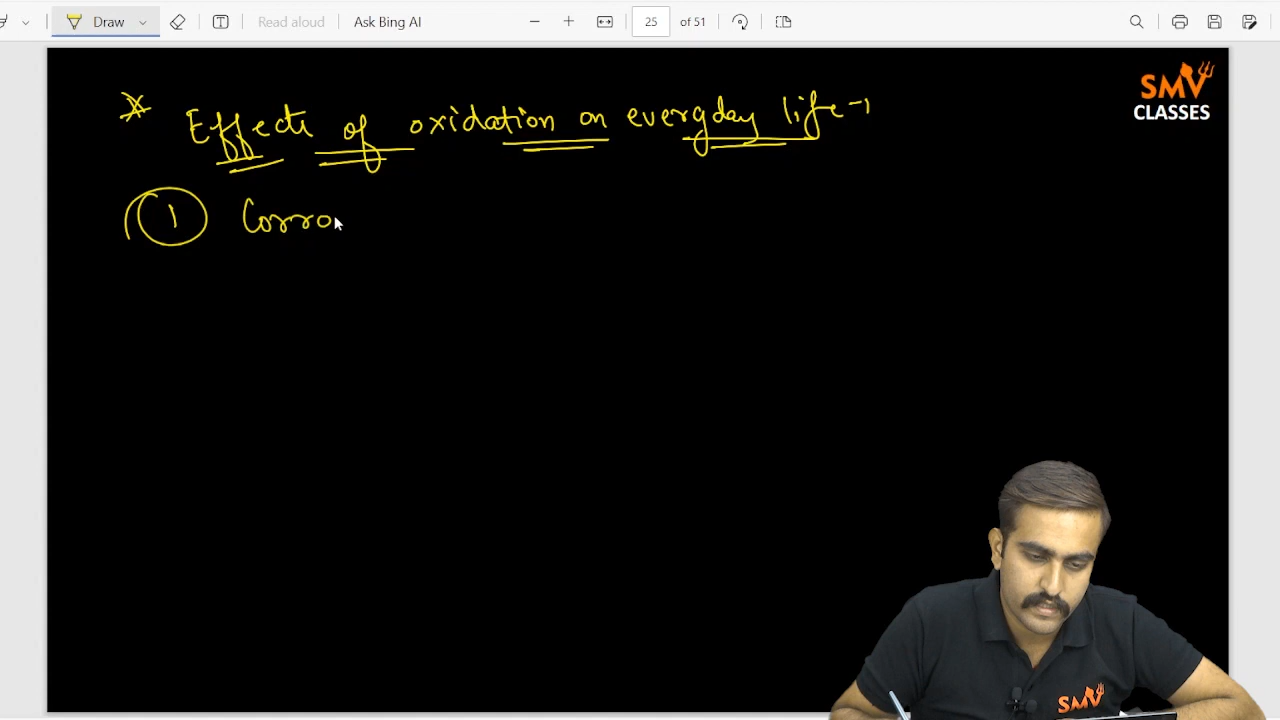 Draw
Read aloud
Ask Bing AI
25 of 51
SMV
CLASSES
Effects of oxidation on everyday life-1
1 Corro
SMV